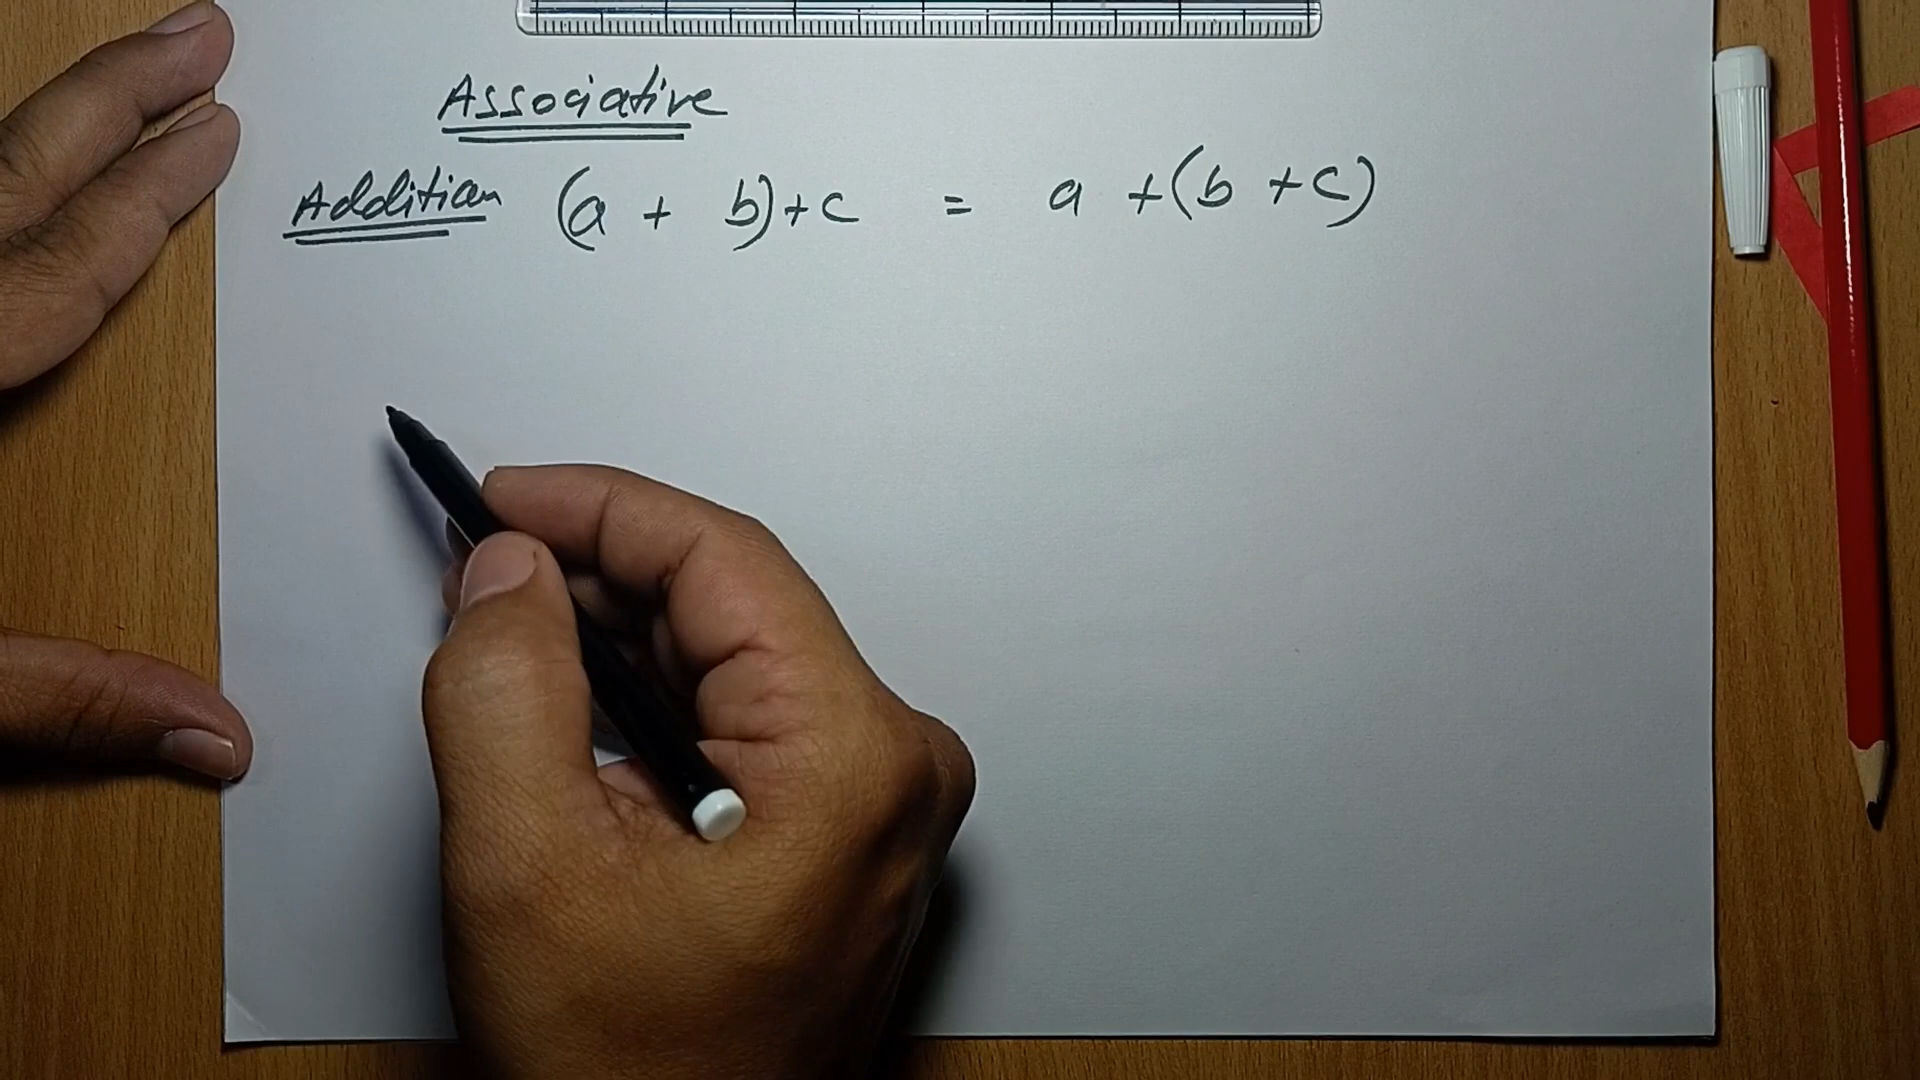 Associative
Addition (a + b)+c = a +(b +c)